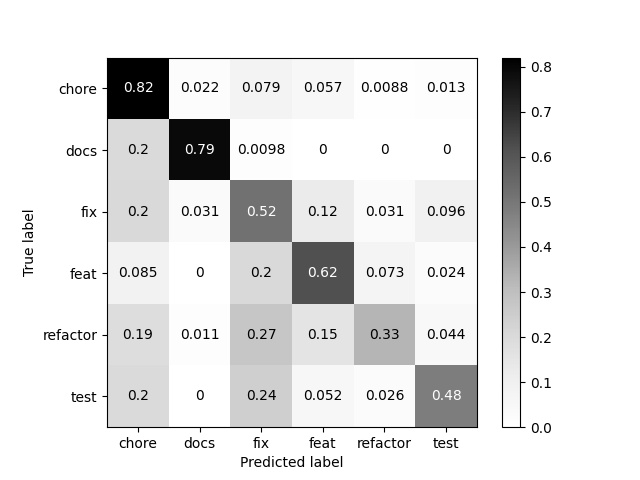 chore 0.82 0.022 0.079 0.057 0.0088 0.013
docs 0.2 0.79 0.0098 0 0 0
fix 0.2 0.031 0.52 0.12 0.031 0.096
feat 0.085 0 0.2 0.62 0.073 0.024
refactor 0.19 0.011 0.27 0.15 0.33 0.044
test 0.2 0 0.24 0.052 0.026 0.48
chore docs fix feat refactor test
Predicted label
True label
0.8
0.7
0.6
0.5
0.4
0.3
0.2
0.1
0.0